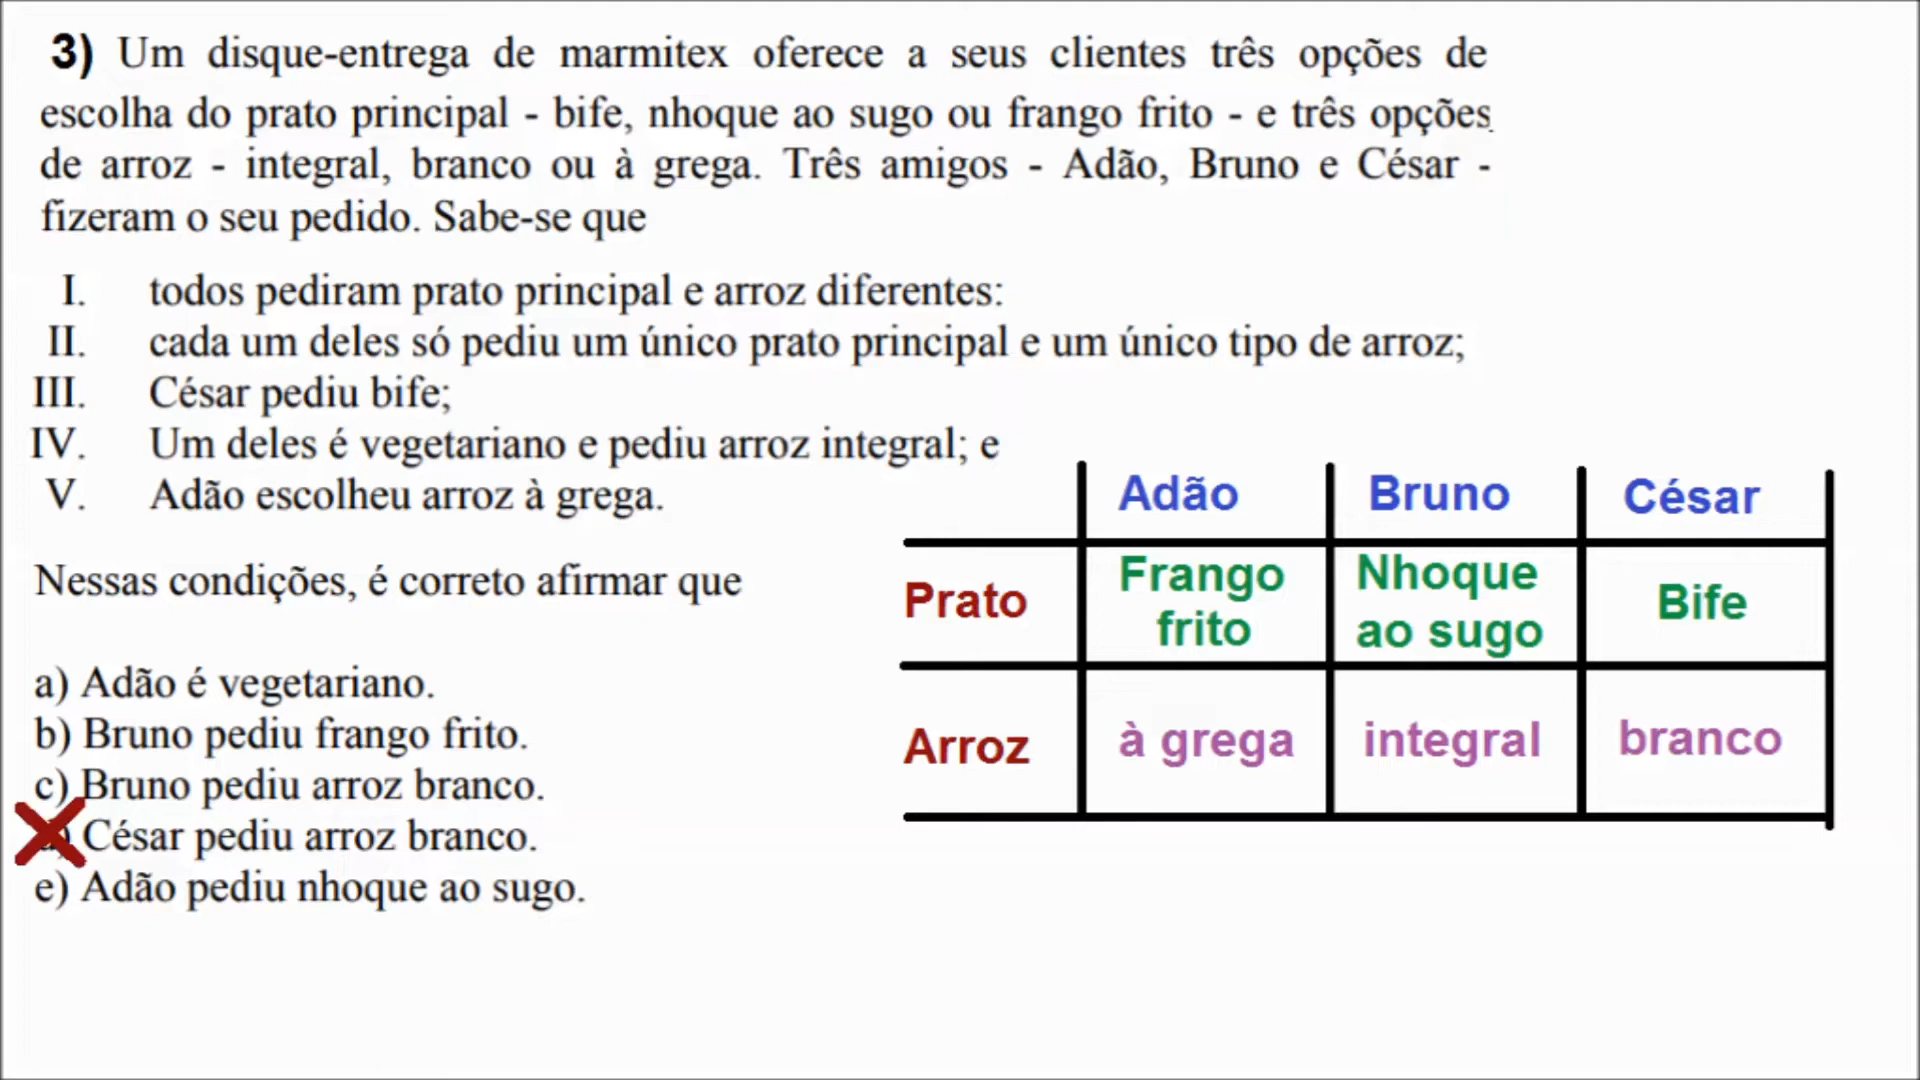 3) Um disque-entrega de marmitex oferece a seus clientes três opções de
escolha do prato principal - bife, nhoque ao sugo ou frango frito - e três opções
de arroz - integral, branco ou à grega. Três amigos - Adão, Bruno e César -
fizeram o seu pedido. Sabe-se que
I. todos pediram prato principal e arroz diferentes:
II. cada um deles só pediu um único prato principal e um único tipo de arroz;
III. César pediu bife;
IV. Um deles é vegetariano e pediu arroz integral; e
V. Adão escolheu arroz à grega.
Nessas condições, é correto afirmar que
a) Adão é vegetariano.
b) Bruno pediu frango frito.
c) Bruno pediu arroz branco.
d) César pediu arroz branco.
e) Adão pediu nhoque ao sugo.
Adão Bruno César
Prato Frango frito Nhoque ao sugo Bife
Arroz à grega integral branco